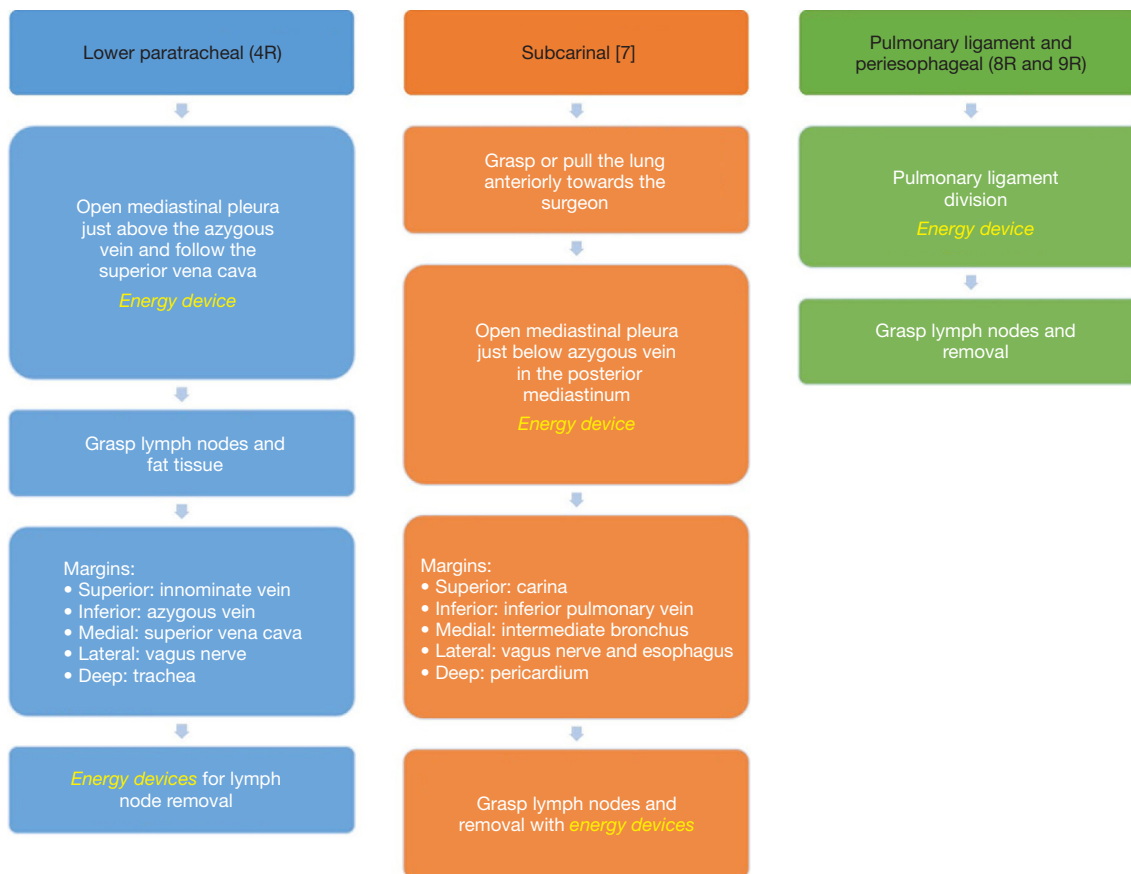 Lower paratracheal (4R)
Open mediastinal pleura
just above the azygous
vein and follow the
superior vena cava
Energy device
Grasp lymph nodes and
fat tissue
Margins:
• Superior: innominate vein
• Inferior: azygous vein
• Medial: superior vena cava
• Lateral: vagus nerve
• Deep: trachea
Energy devices for lymph
node removal
Subcarinal [7]
Grasp or pull the lung
anteriorly towards the
surgeon
Open mediastinal pleura
just below azygous vein
in the posterior
mediastinum
Energy device
Margins:
• Superior: carina
• Inferior: inferior pulmonary vein
• Medial: intermediate bronchus
• Lateral: vagus nerve and esophagus
• Deep: pericardium
Grasp lymph nodes and
removal with energy devices
Pulmonary ligament and
periesophageal (8R and 9R)
Pulmonary ligament
division
Energy device
Grasp lymph nodes and
removal